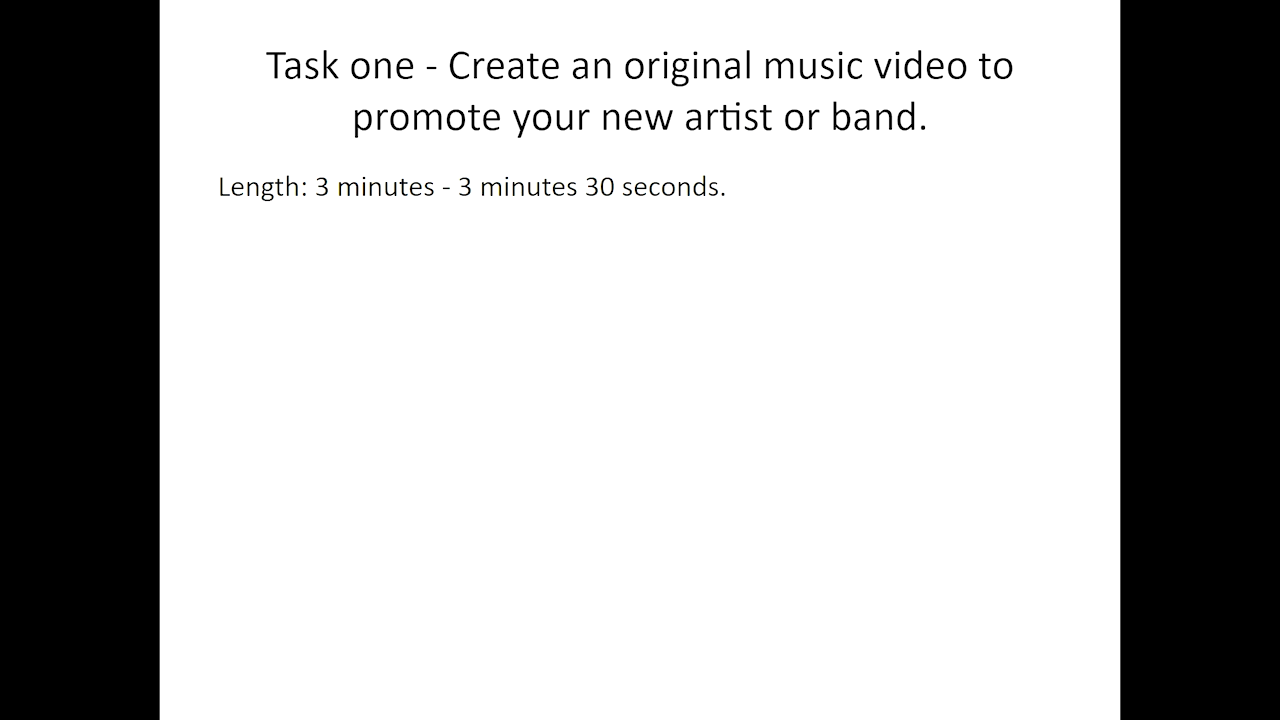 Task one - Create an original music video to
promote your new artist or band.
Length: 3 minutes - 3 minutes 30 seconds.